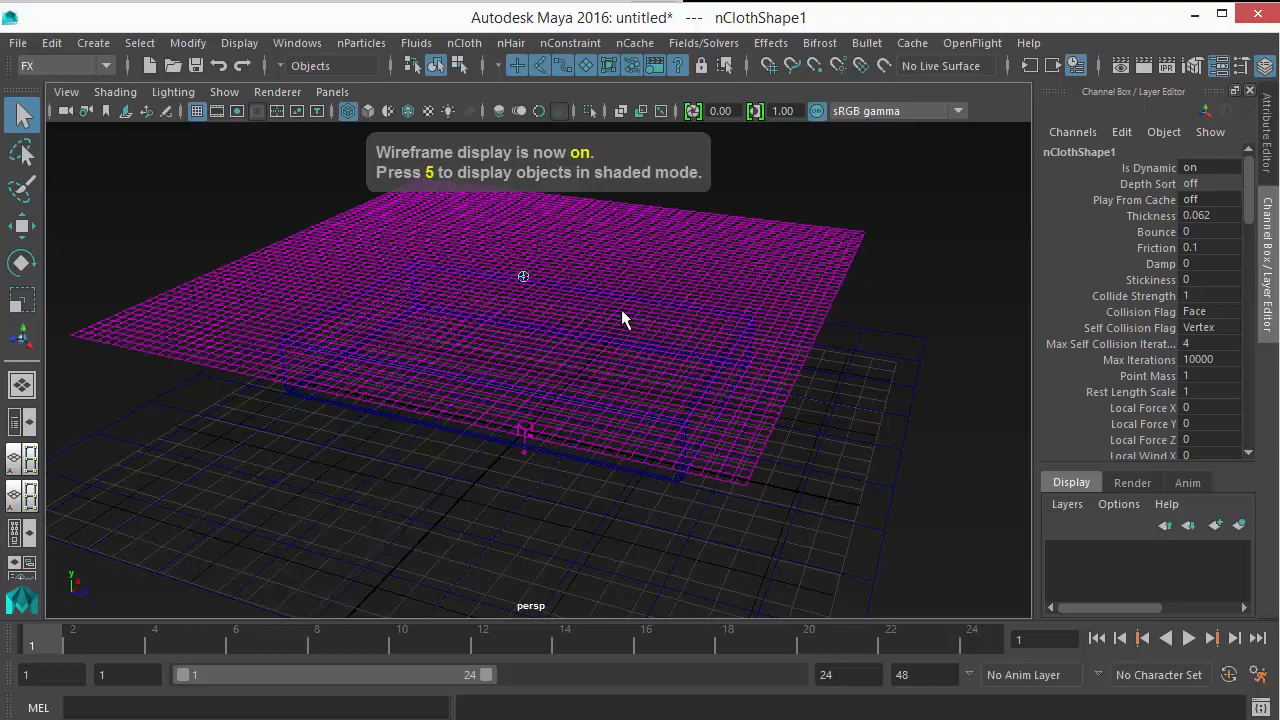 Autodesk Maya 2016: untitled* --- nClothShape1
File Edit Create Select Modify Display Windows nParticles Fluids nCloth nHair nConstraint nCache Fields/Solvers Effects Bifrost Bullet Cache OpenFlight Help
FX Objects No Live Surface
View Shading Lighting Show Renderer Panels
0.00 1.00 ON sRGB gamma
Channel Box / Layer Editor
Channels Edit Object Show
Attribute Editor
Channel Box / Layer Editor
Wireframe display is now on.
Press 5 to display objects in shaded mode.
nClothShape1
Is Dynamic on
Depth Sort off
Play From Cache off
Thickness 0.062
Bounce 0
Friction 0.1
Damp 0
Stickiness 0
Collide Strength 1
Collision Flag Face
Self Collision Flag Vertex
Max Self Collision Iterat... 4
Max Iterations 10000
Point Mass 1
Rest Length Scale 1
Local Force X 0
Local Force Y 0
Local Force Z 0
Local Wind X 0
N
Display Render Anim
Layers Options Help
y
persp
1 2 4 6 8 10 12 14 16 18 20 22 24 1
1 1 1 24 24 48 No Anim Layer No Character Set
MEL